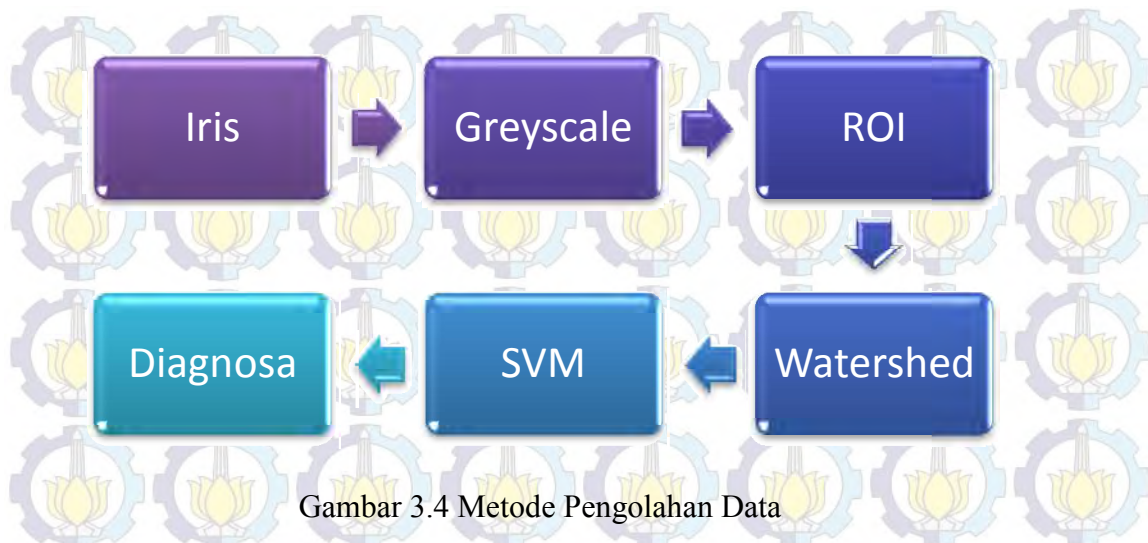 Iris
Greyscale
ROI
Watershed
SVM
Diagnosa
Gambar 3.4 Metode Pengolahan Data